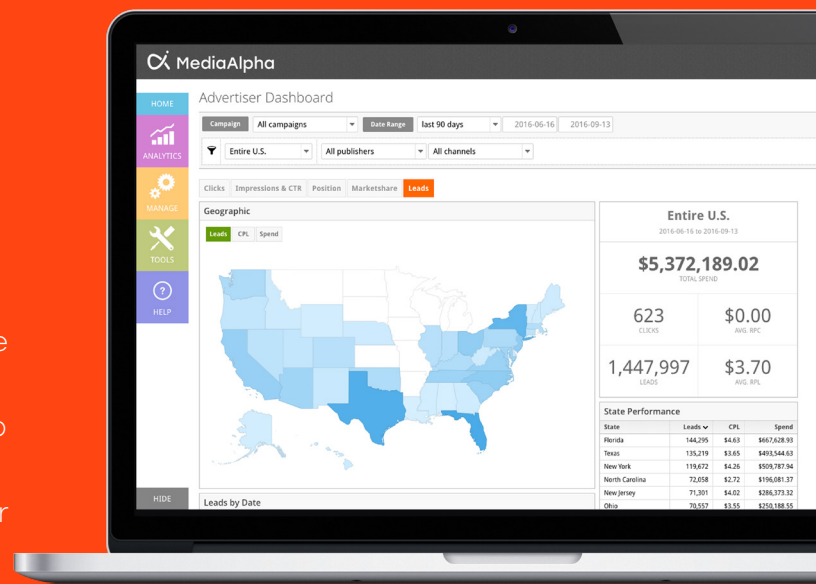 MediaAlpha
Advertiser Dashboard
HOME
ANALYTICS
MANAGE
TOOLS
HELP
HIDE
Campaign All campaigns Date Range last 90 days 2016-06-16 2016-09-13
Entire U.S. All publishers All channels
Clicks Impressions & CTR Position Marketshare Leads
Geographic
Leads CPL Spend
Leads by Date
Entire U.S.
2016-06-16 to 2016-09-13
$5,372,189.02
TOTAL SPEND
623 $0.00
CLICKS AVG. RPC
1,447,997 $3.70
LEADS AVG. RPL
State Performance
State Leads CPL Spend
Florida 144,295 $4.63 $667,628.93
Texas 135,219 $3.65 $493,544.63
New York 119,672 $4.26 $509,787.94
North Carolina 72,058 $2.72 $196,081.37
New Jersey 71,301 $4.02 $286,373.32
Ohio 70,557 $3.55 $250,188.55